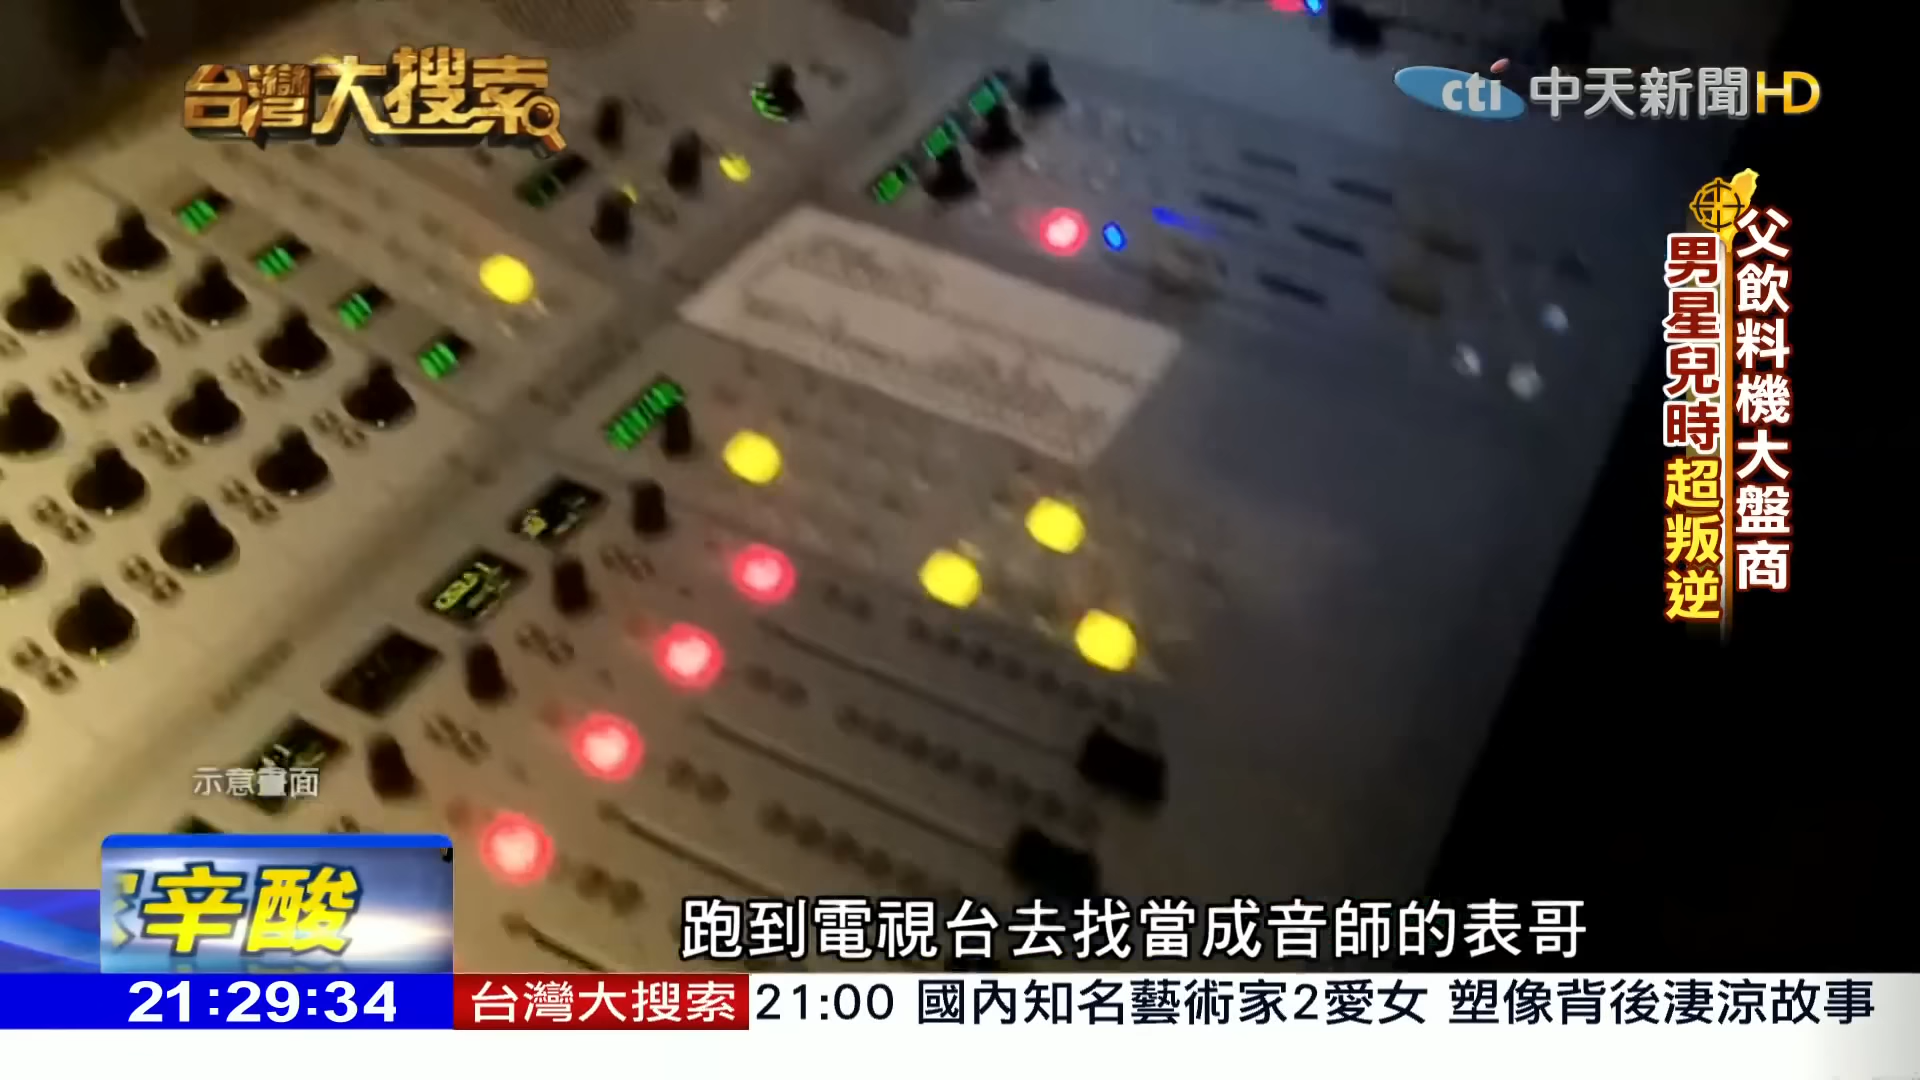 台灣大搜索
cti 中天新聞HD
父飲料機大盤商
男星兒時超叛逆
示意畫面
辛酸
跑到電視台去找當成音師的表哥
21:29:34
台灣大搜索
21:00 國內知名藝術家2愛女 塑像背後淒涼故事